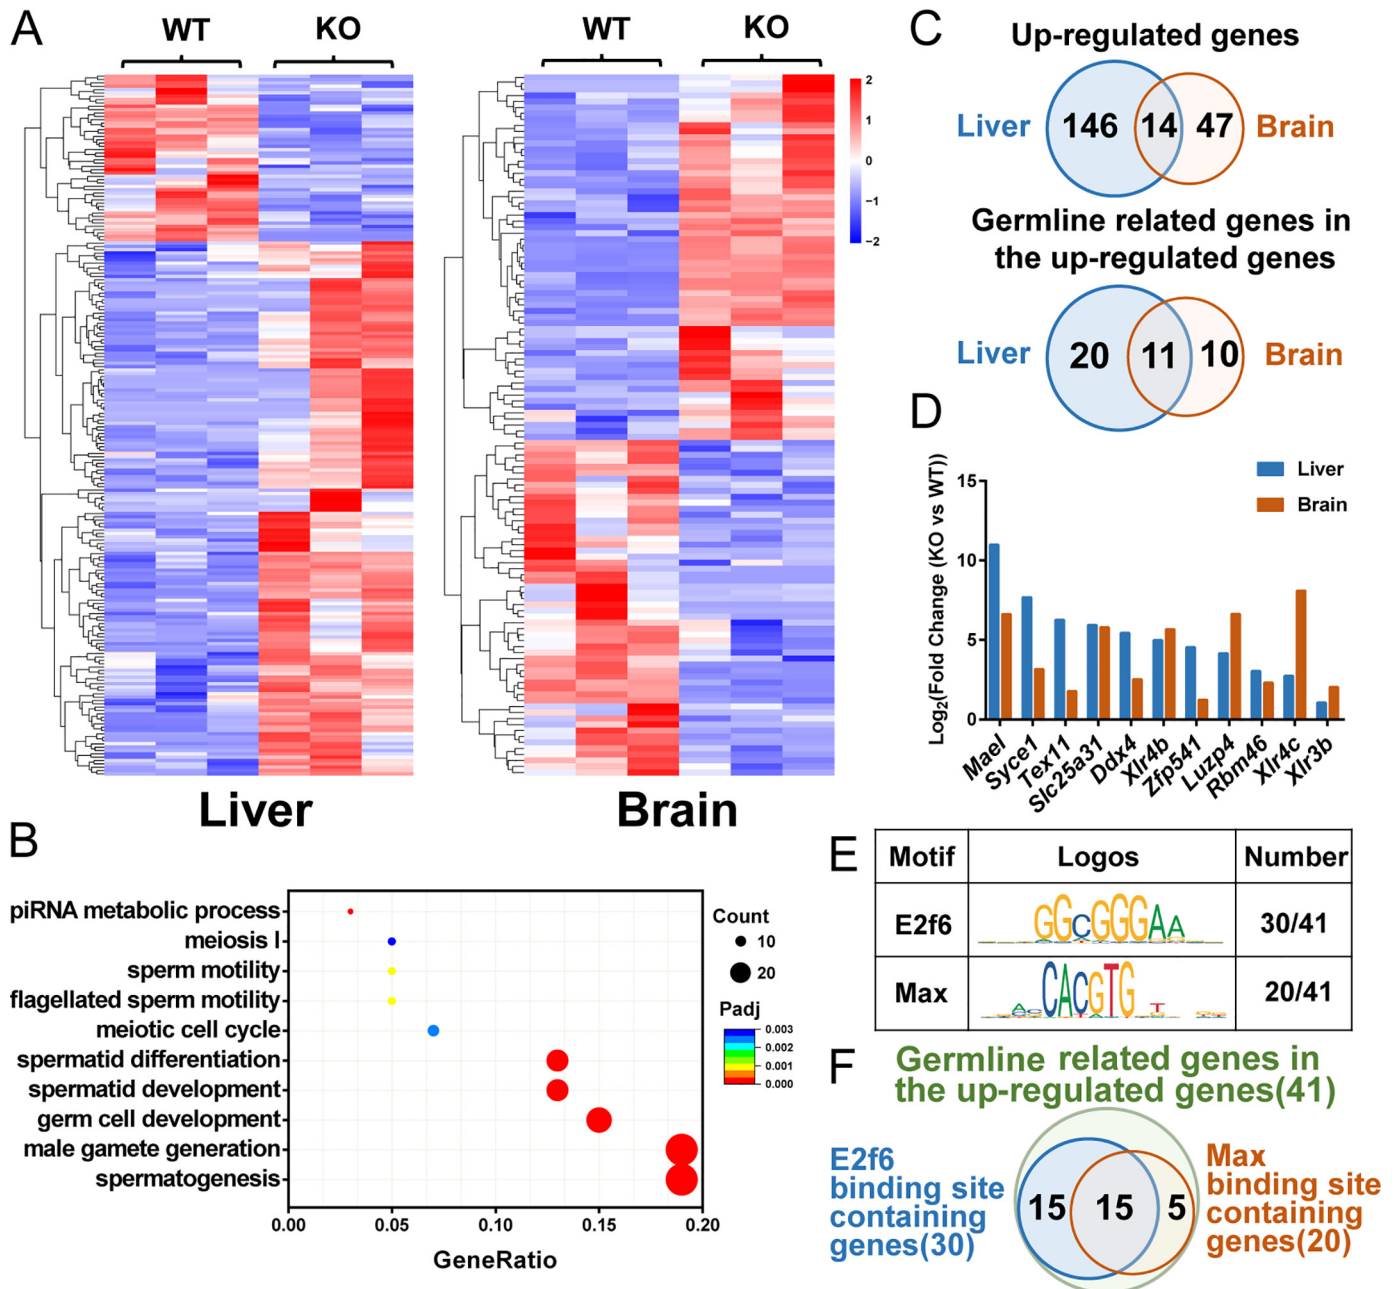 A
WT
KO
WT
KO
2
1
0
−1
−2
Liver
Brain
B
piRNA metabolic process
meiosis I
sperm motility
flagellated sperm motility
meiotic cell cycle
spermatid differentiation
spermatid development
germ cell development
male gamete generation
spermatogenesis
0.00
0.05
0.10
0.15
0.20
GeneRatio
Count
10
20
Padj
0.003
0.002
0.001
0.000
C
Up-regulated genes
Liver
146
14
47
Brain
Germline related genes in
the up-regulated genes
Liver
20
11
10
Brain
D
Log2(Fold Change (KO vs WT))
15
10
5
0
Liver
Brain
Mael
Syce1
Tex11
Slc25a31
Ddx4
Xlr4b
Zfp541
Luzp4
Rbm46
Xlr4c
Xlr3b
E
Motif
Logos
Number
E2f6
GGCGGGAA
30/41
Max
CACGTG
20/41
F
Germline related genes in
the up-regulated genes(41)
E2f6
binding site
containing
genes(30)
15
15
5
Max
binding site
containing
genes(20)